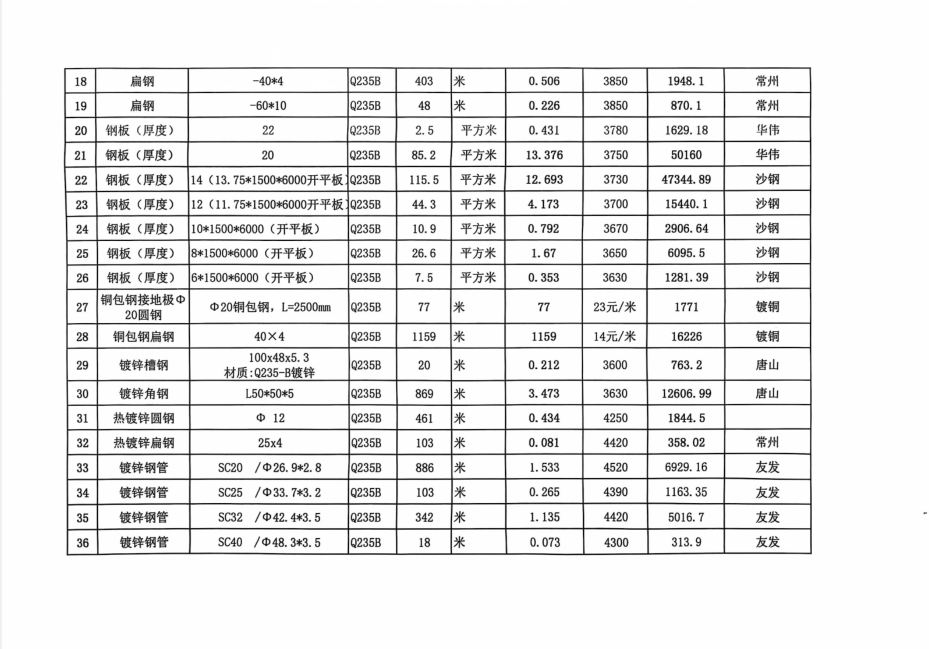 18 扁钢 -40*4 Q235B 403 米 0.506 3850 1948.1 常州
19 扁钢 -60*10 Q235B 48 米 0.226 3850 870.1 常州
20 钢板（厚度） 22 Q235B 2.5 平方米 0.431 3780 1629.18 华伟
21 钢板（厚度） 20 Q235B 85.2 平方米 13.376 3750 50160 华伟
22 钢板（厚度） 14（13.75*1500*6000开平板 Q235B 115.5 平方米 12.693 3730 47344.89 沙钢
23 钢板（厚度） 12（11.75*1500*6000开平板 Q235B 44.3 平方米 4.173 3700 15440.1 沙钢
24 钢板（厚度） 10*1500*6000（开平板） Q235B 10.9 平方米 0.792 3670 2906.64 沙钢
25 钢板（厚度） 8*1500*6000（开平板） Q235B 26.6 平方米 1.67 3650 6095.5 沙钢
26 钢板（厚度） 6*1500*6000（开平板） Q235B 7.5 平方米 0.353 3630 1281.39 沙钢
27 铜包钢接地极Φ
20圆钢 Φ20铜包钢，L=2500mm Q235B 77 米 77 23元/米 1771 镀铜
28 铜包钢扁钢 40×4 Q235B 1159 米 1159 14元/米 16226 镀铜
29 镀锌槽钢 100x48x5.3
材质:Q235-B镀锌 Q235B 20 米 0.212 3600 763.2 唐山
30 镀锌角钢 L50*50*5 Q235B 869 米 3.473 3630 12606.99 唐山
31 热镀锌圆钢 Φ 12 Q235B 461 米 0.434 4250 1844.5
32 热镀锌扁钢 25x4 Q235B 103 米 0.081 4420 358.02 常州
33 镀锌钢管 SC20 /Φ26.9*2.8 Q235B 886 米 1.533 4520 6929.16 友发
34 镀锌钢管 SC25 /Φ33.7*3.2 Q235B 103 米 0.265 4390 1163.35 友发
35 镀锌钢管 SC32 /Φ42.4*3.5 Q235B 342 米 1.135 4420 5016.7 友发
36 镀锌钢管 SC40 /Φ48.3*3.5 Q235B 18 米 0.073 4300 313.9 友发